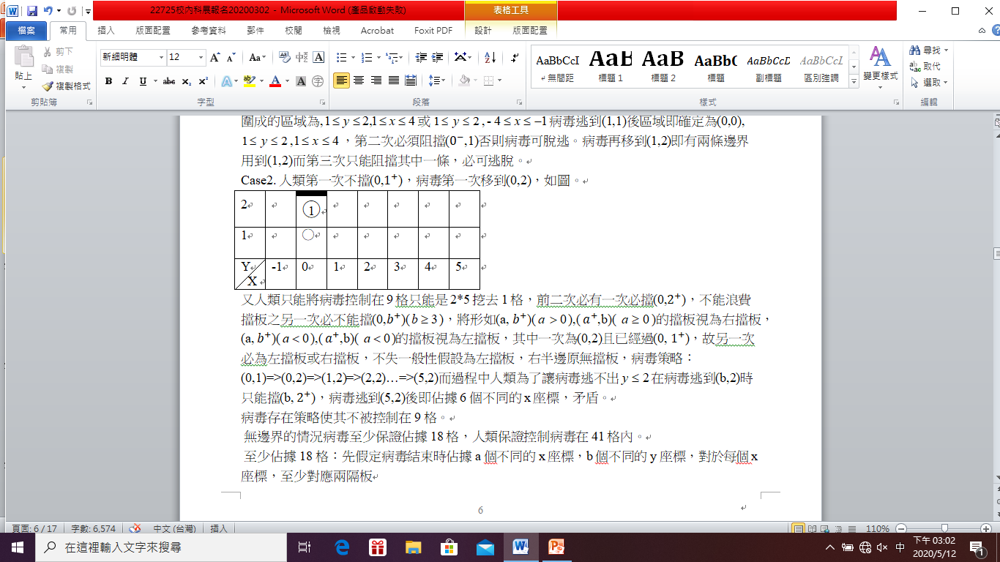 22725校內科展報名20200302 - Microsoft Word (產品啟動失敗)
表格工具
檔案 常用 插入 版面配置 參考資料 郵件 校閱 檢視 Acrobat Foxit PDF 設計 版面配置
貼上
剪下
複製
複製格式
剪貼簿
新細明體 12
字型
段落
AaBbCcI AaB AaB AaBbC AaBbCcD AaBbCcI
無間距 標題 1 標題 2 標題 副標題 區別強調
樣式
變更樣式
尋找
取代
選取
編輯
圍成的區域為,1≤ y ≤ 2,1≤ x ≤ 4 或 1≤ y ≤ 2 , - 4 ≤ x ≤ −1 病毒逃到(1,1)後區域即確定為(0,0),
1≤ y ≤ 2 ,1≤ x ≤ 4 ，第二次必須阻擋(0⁻,1)否則病毒可脫逃。病毒再移到(1,2)即有兩條邊界
用到(1,2)而第三次只能阻擋其中一條，必可逃脫。
Case2. 人類第一次不擋(0,1⁺)，病毒第一次移到(0,2)，如圖。
2 ①
1 ○
Y X -1 0 1 2 3 4 5
又人類只能將病毒控制在 9 格只能是 2*5 挖去 1 格，前二次必有一次必擋(0,2⁺)，不能浪費
擋板之另一次必不能擋(0,b⁺)( b ≥ 3 )，將形如(a, b⁺)( a > 0 ),( a⁺,b)( a ≥ 0 )的擋板視為右擋板，
(a, b⁺)( a < 0 ),( a⁺,b)( a < 0 )的擋板視為左擋板，其中一次為(0,2)且已經過(0, 1⁺)，故另一次
必為左擋板或右擋板，不失一般性假設為左擋板，右半邊原無擋板，病毒策略：
(0,1)=>(0,2)=>(1,2)=>(2,2)…=>(5,2)而過程中人類為了讓病毒逃不出 y ≤ 2 在病毒逃到(b,2)時
只能擋(b, 2⁺)，病毒逃到(5,2)後即佔據 6 個不同的 x 座標，矛盾。
病毒存在策略使其不被控制在 9 格。
無邊界的情況病毒至少保證佔據 18 格，人類保證控制病毒在 41 格內。
至少佔據 18 格：先假定病毒結束時佔據 a 個不同的 x 座標，b 個不同的 y 座標，對於每個 x
座標，至少對應兩隔板
6
頁面: 6 / 17 字數: 6,574 中文 (台灣) 插入 110%
在這裡輸入文字來搜尋
中
下午 03:02
2020/5/12
1